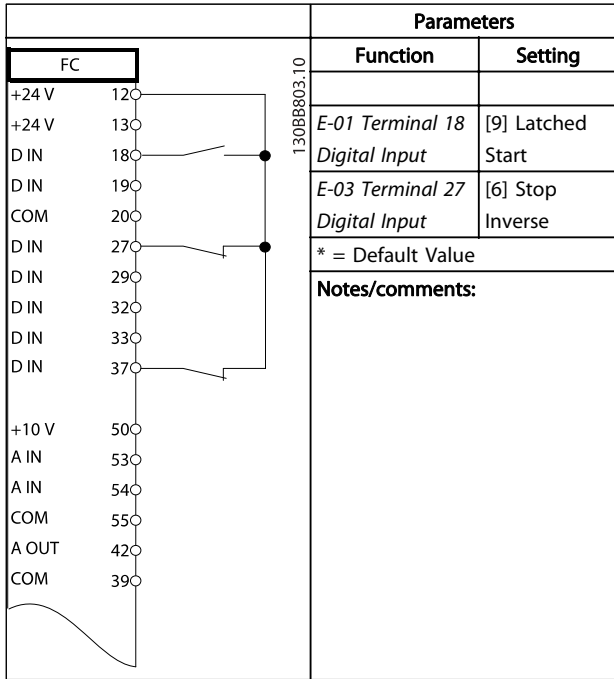 FC
+24 V 12
+24 V 13
D IN 18
D IN 19
COM 20
D IN 27
D IN 29
D IN 32
D IN 33
D IN 37
+10 V 50
A IN 53
A IN 54
COM 55
A OUT 42
COM 39
130BB803.10
Parameters
Function Setting
E-01 Terminal 18 [9] Latched
Digital Input Start
E-03 Terminal 27 [6] Stop
Digital Input Inverse
* = Default Value
Notes/comments: